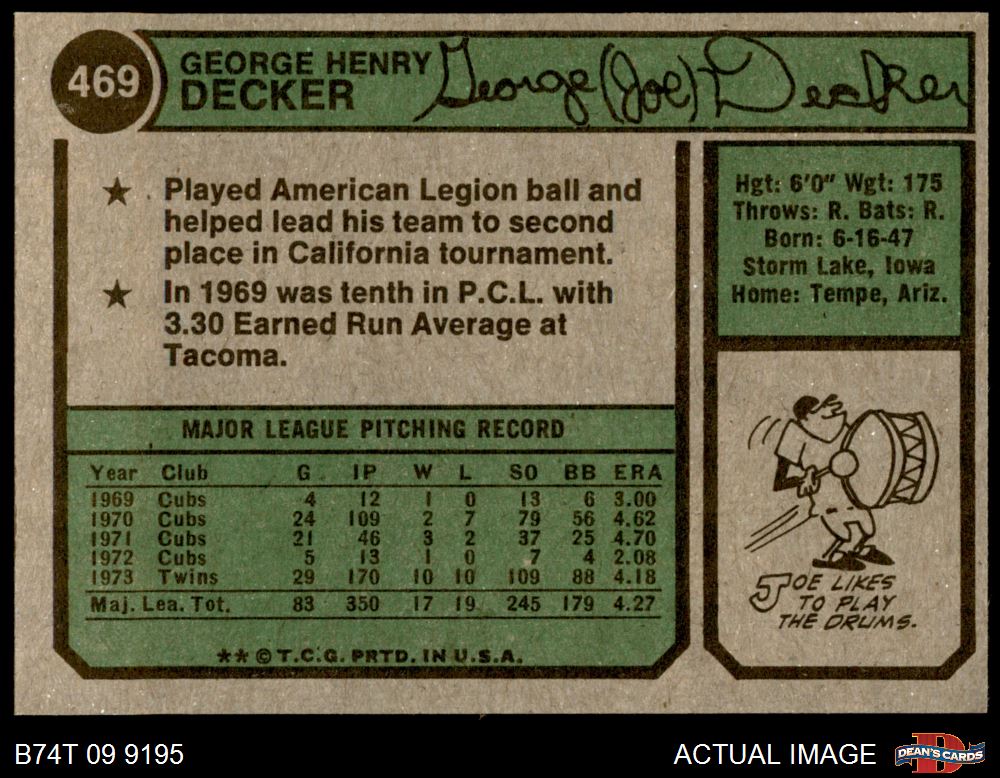 469
GEORGE HENRY
DECKER
George (Joe) Decker
★ Played American Legion ball and
helped lead his team to second
place in California tournament.
★ In 1969 was tenth in P.C.L. with
3.30 Earned Run Average at
Tacoma.
Hgt: 6'0" Wgt: 175
Throws: R. Bats: R.
Born: 6-16-47
Storm Lake, Iowa
Home: Tempe, Ariz.
MAJOR LEAGUE PITCHING RECORD
Year Club G IP W L SO BB ERA
1969 Cubs 4 12 1 0 13 6 3.00
1970 Cubs 24 109 2 7 79 56 4.62
1971 Cubs 21 46 3 2 37 25 4.70
1972 Cubs 5 13 1 0 7 4 2.08
1973 Twins 29 170 10 10 109 88 4.18
Maj. Lea. Tot. 83 350 17 19 245 179 4.27
** © T.C.G. PRTD. IN U.S.A.
JOE LIKES
TO PLAY
THE DRUMS.
B74T 09 9195
ACTUAL IMAGE
DEAN'S CARDS